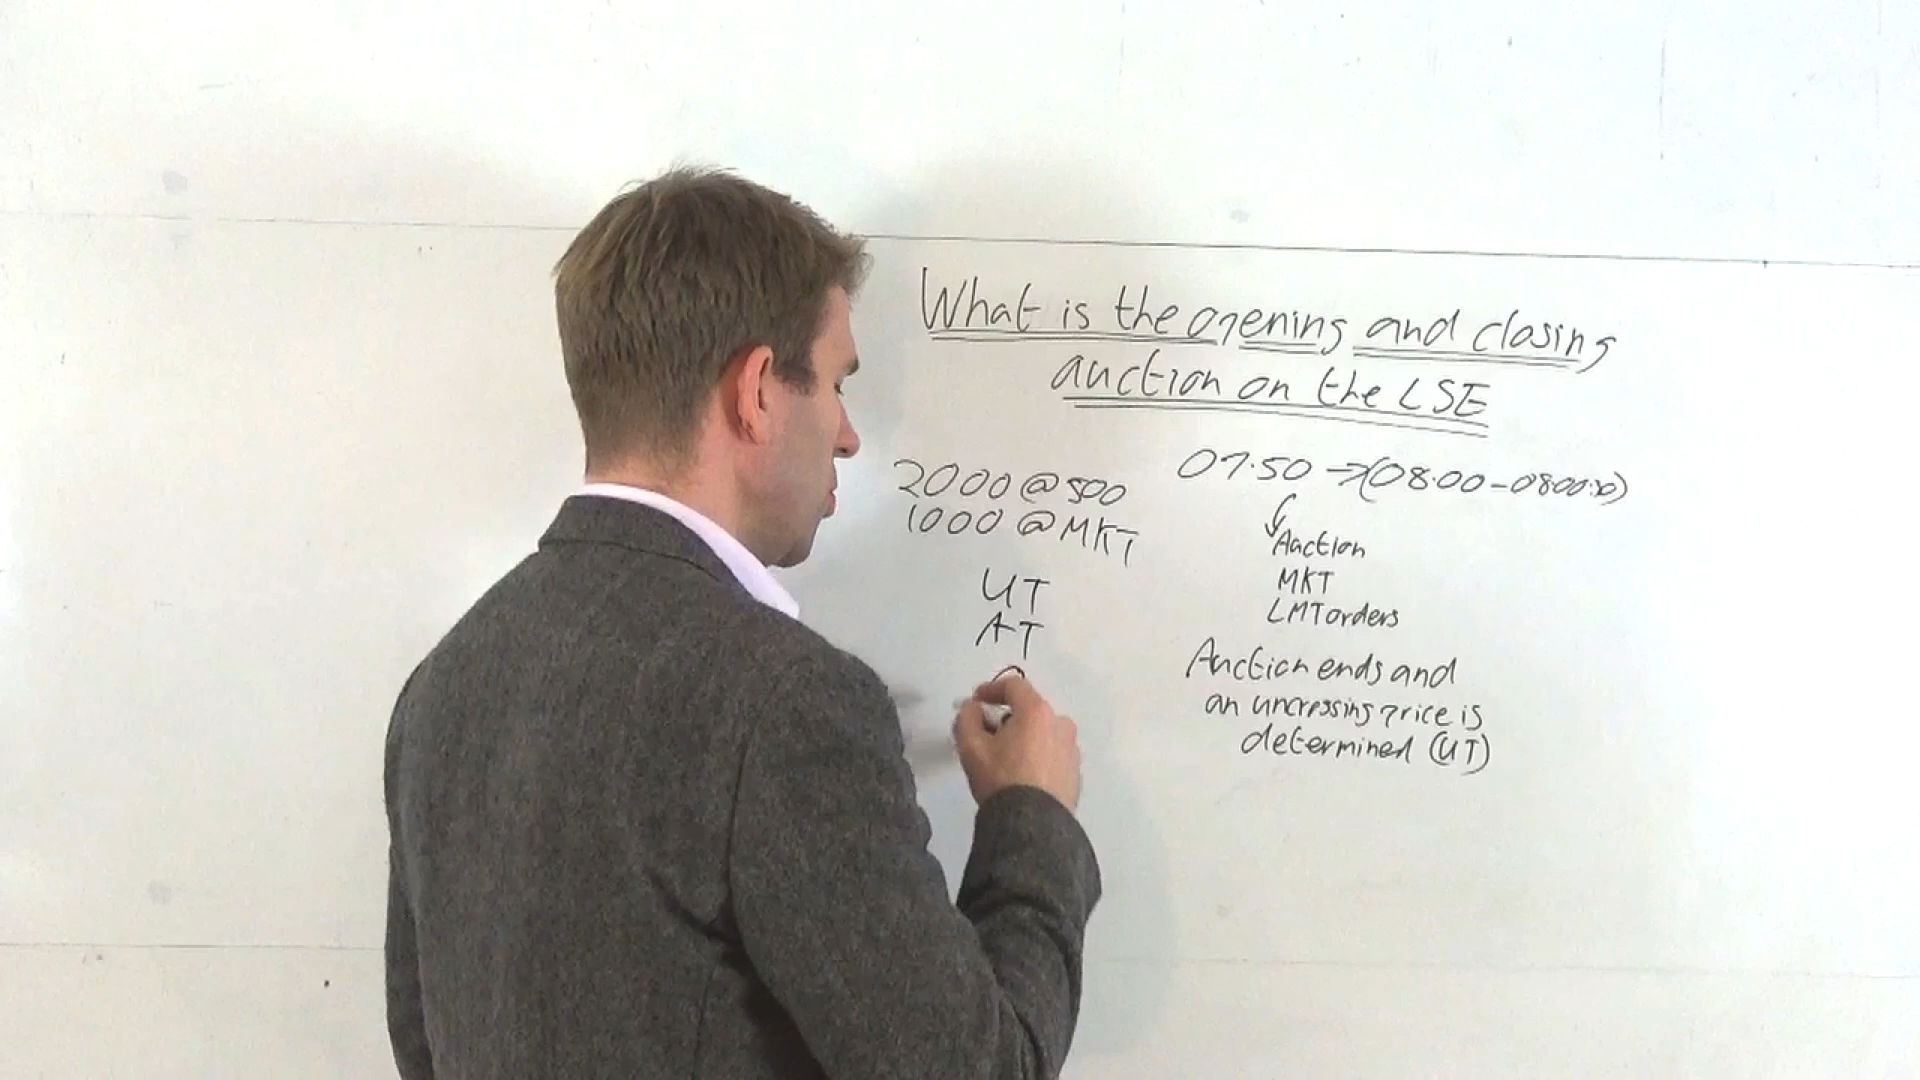 What is the opening and closing
auction on the LSE
2000 @ 500
1000 @ MKT
UT
AT
07.50 → (08:00 - 08:00:30)
Auction
MKT
LMT orders
Auction ends and
an uncrossing price is
determined (UT)